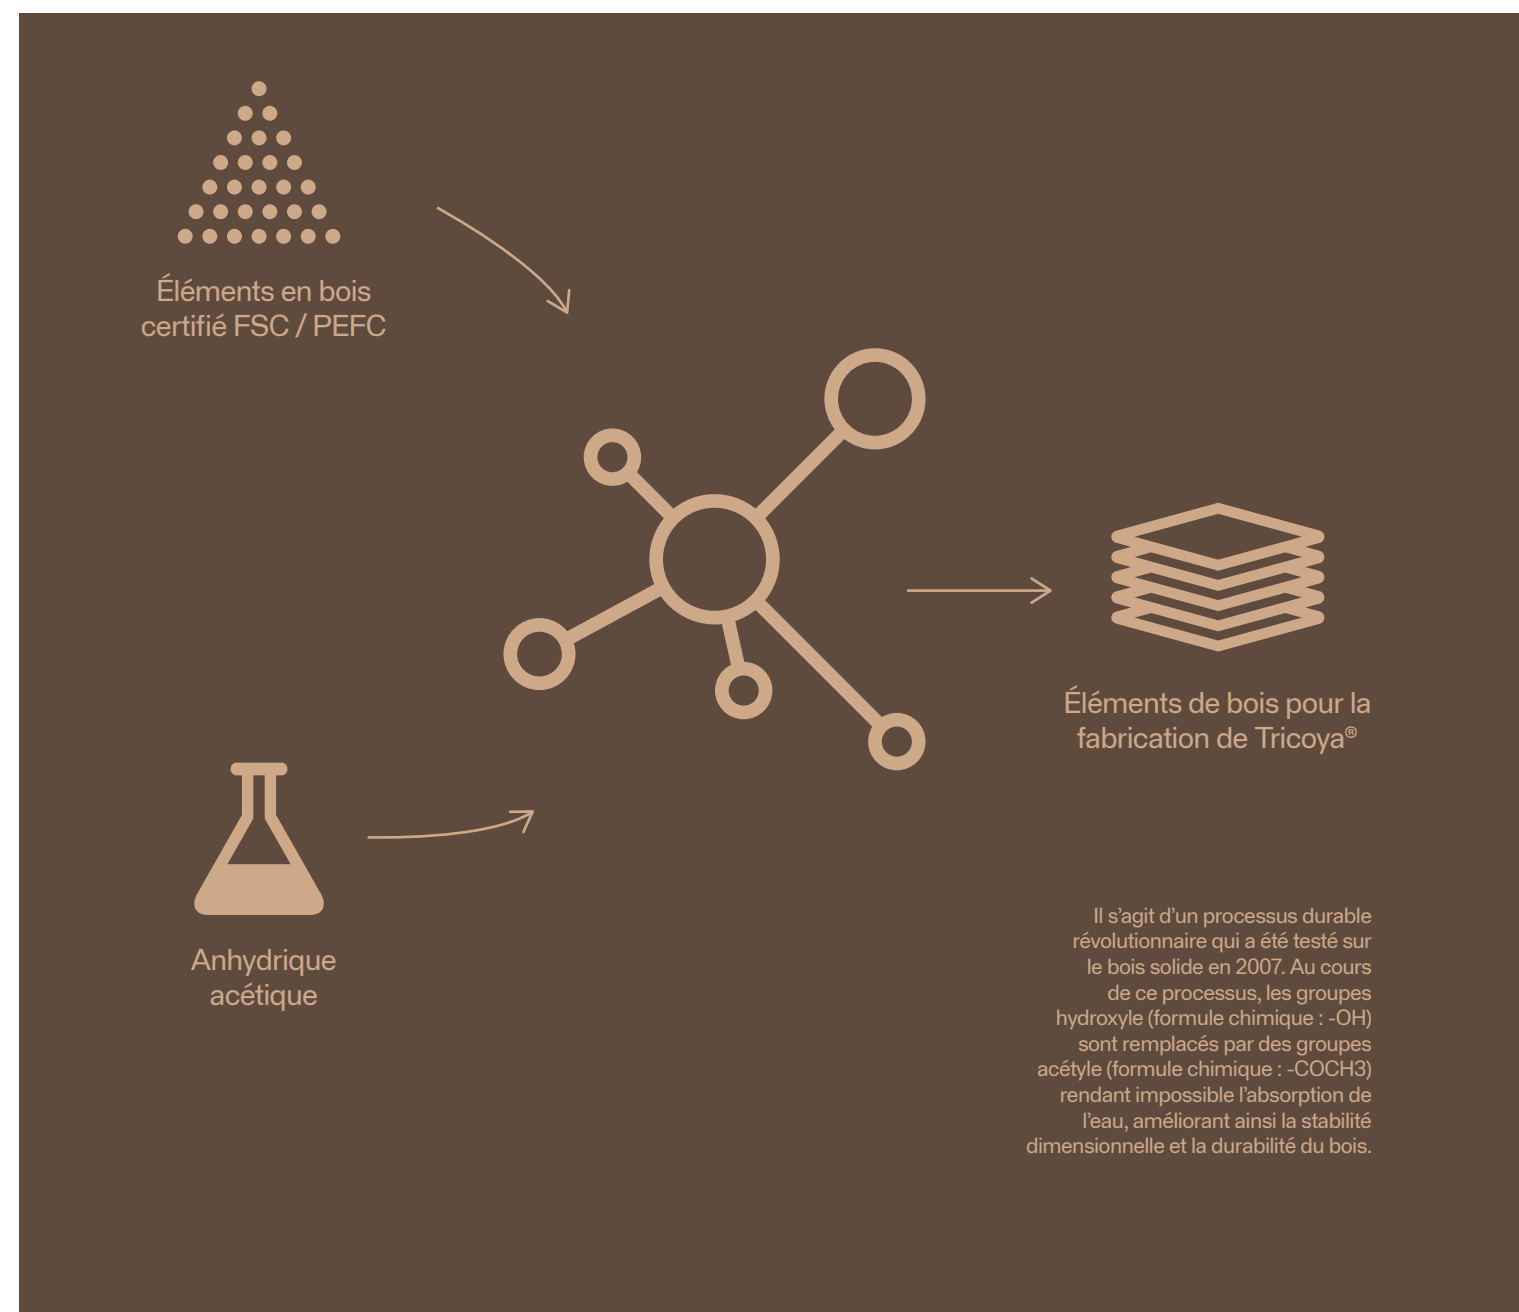 Éléments en bois
certifié FSC / PEFC
Éléments de bois pour la
fabrication de Tricoya®
Anhydrique
acétique
Il s’agit d’un processus durable
révolutionnaire qui a été testé sur
le bois solide en 2007. Au cours
de ce processus, les groupes
hydroxyle (formule chimique : -OH)
sont remplacés par des groupes
acétyle (formule chimique : -COCH3)
rendant impossible l’absorption de
l’eau, améliorant ainsi la stabilité
dimensionnelle et la durabilité du bois.